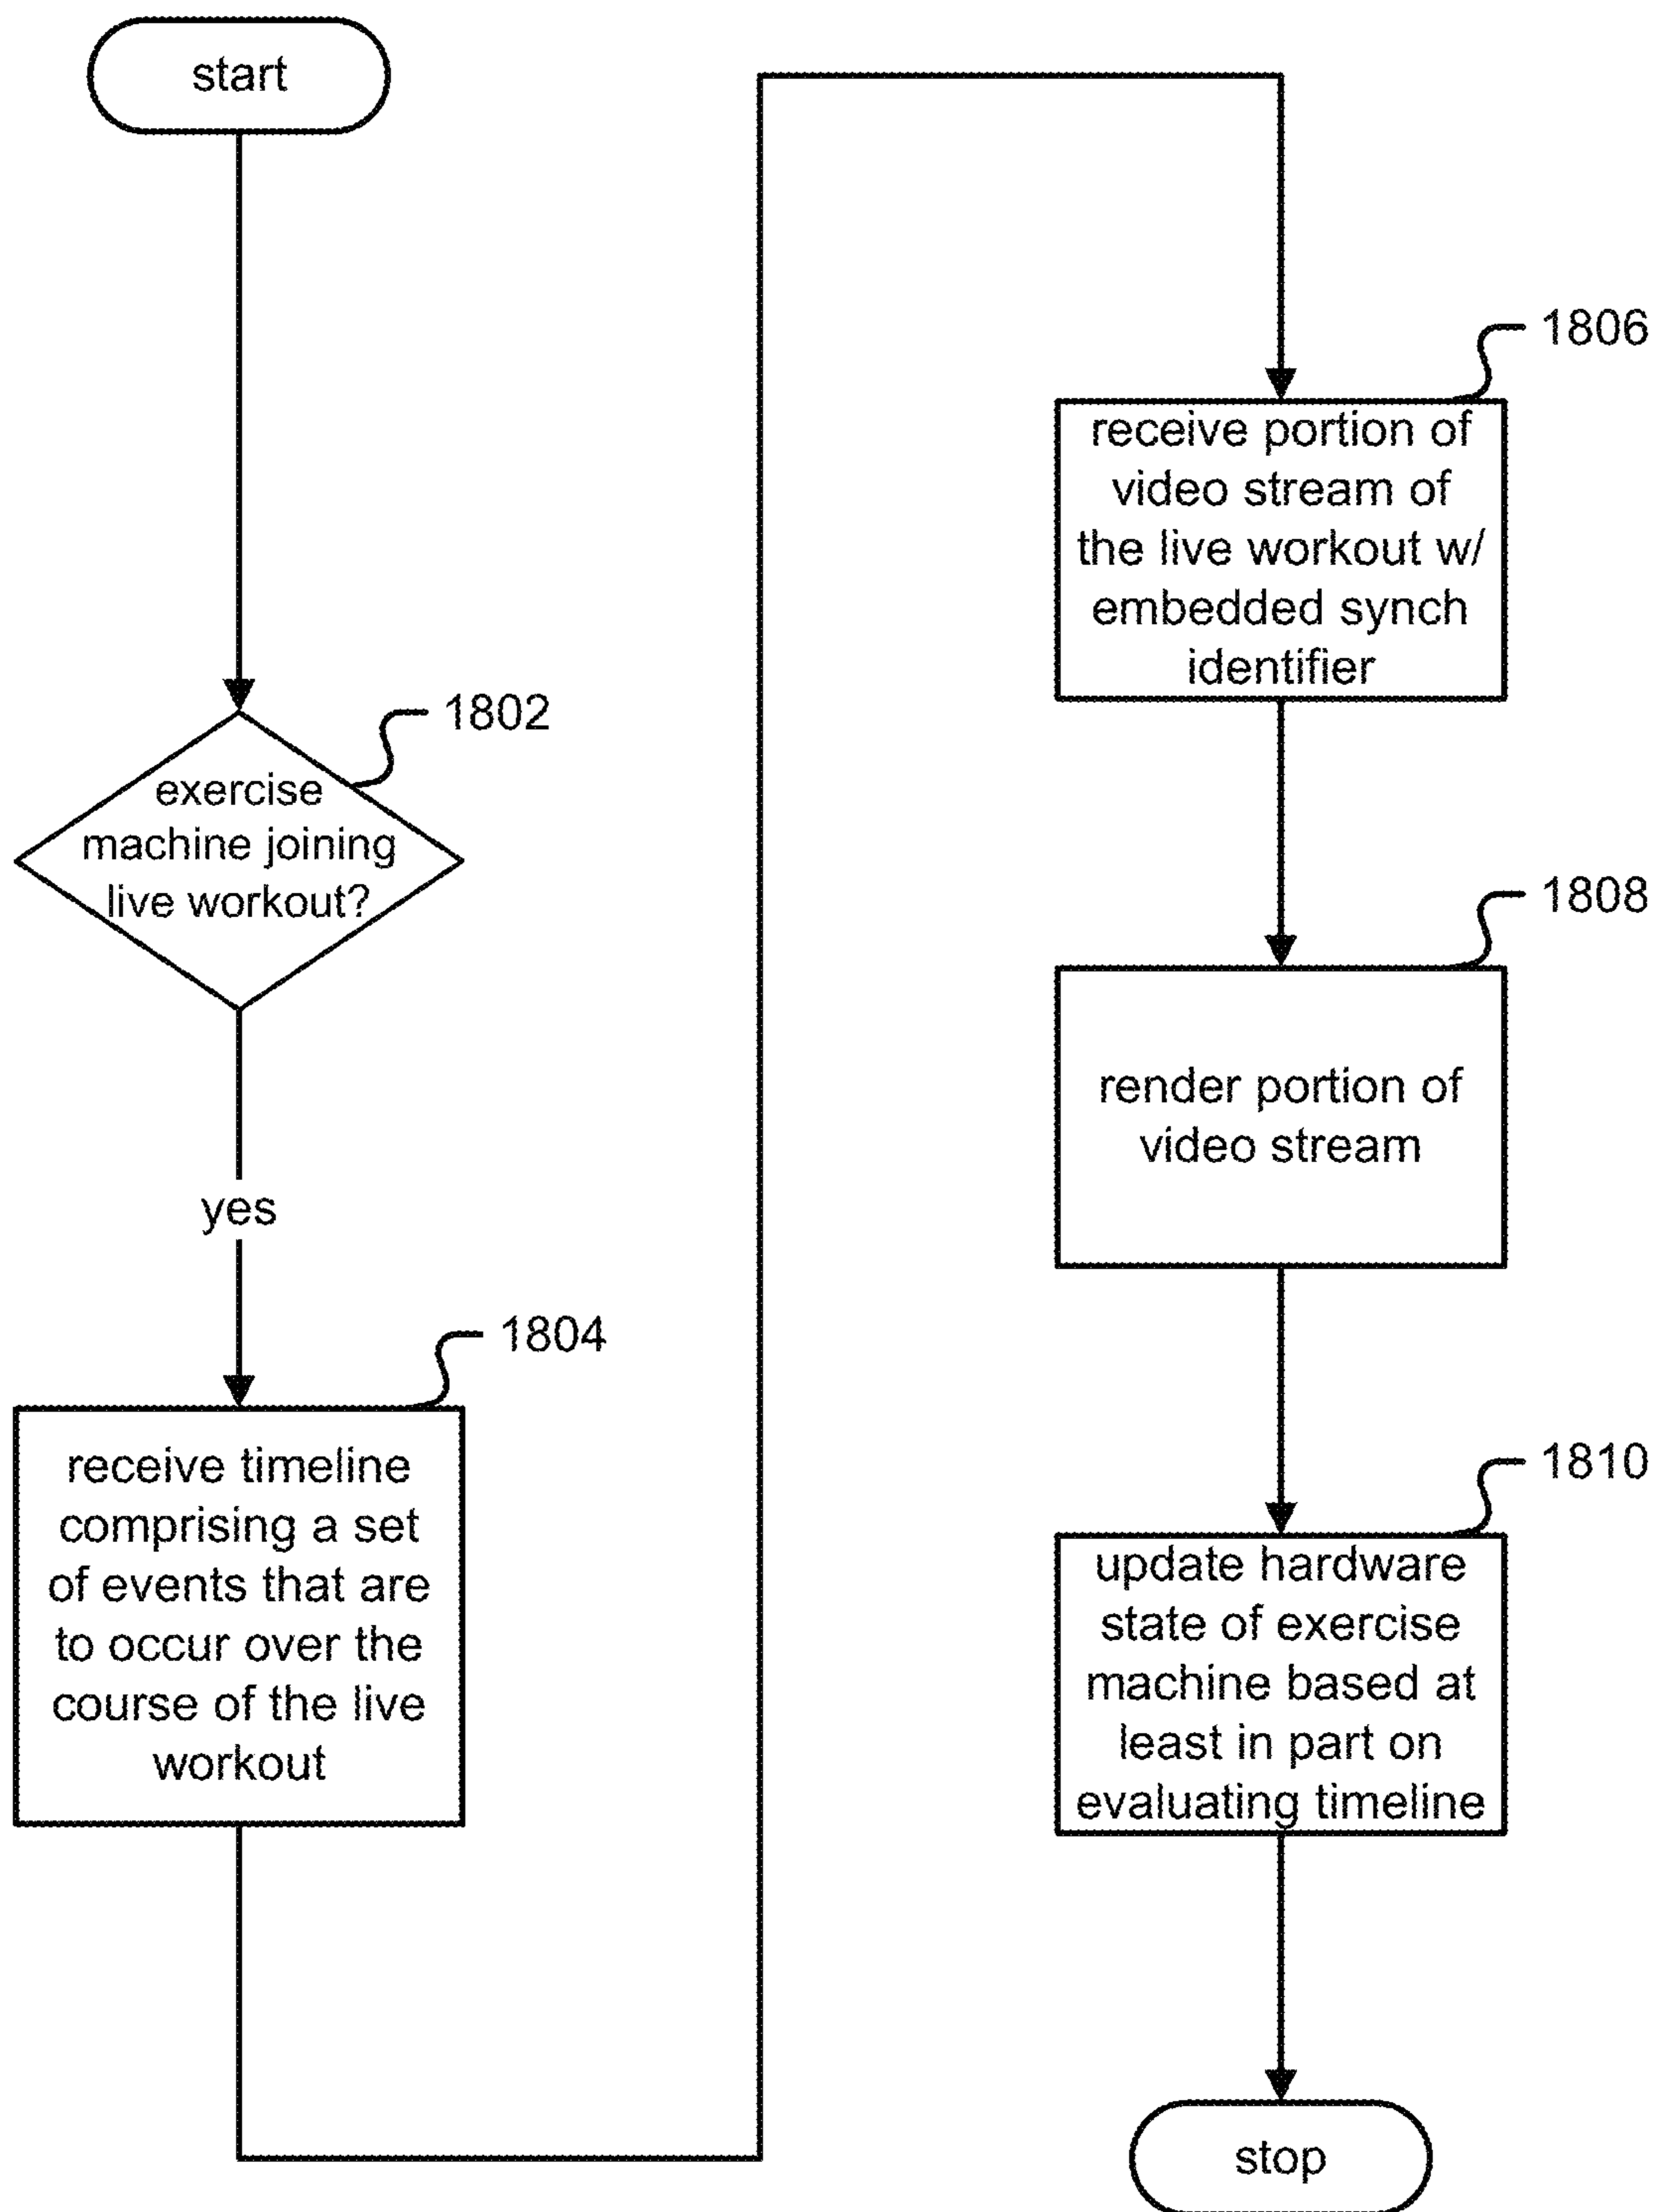 start
1802
exercise
machine joining
live workout?
yes
1804
receive timeline
comprising a set
of events that are
to occur over the
course of the live
workout
1806
receive portion of
video stream of
the live workout w/
embedded synch
identifier
1808
render portion of
video stream
1810
update hardware
state of exercise
machine based at
least in part on
evaluating timeline
stop